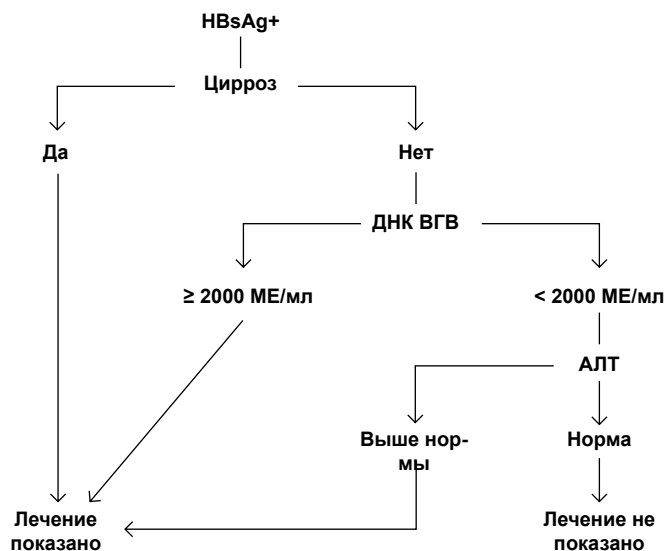 HBsAg+
Цирроз
Да
Нет
ДНК ВГВ
≥ 2000 МЕ/мл
< 2000 МЕ/мл
АЛТ
Выше нор-
мы
Норма
Лечение
показано
Лечение не
показано